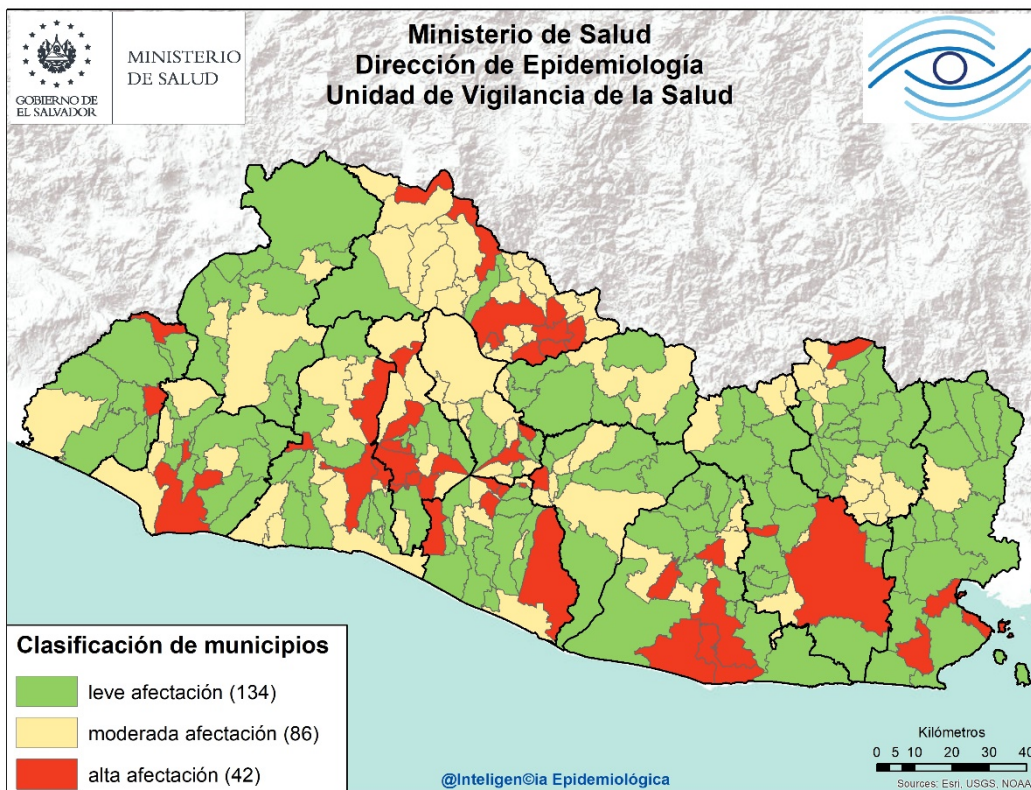 GOBIERNO DE
EL SALVADOR
MINISTERIO
DE SALUD
Ministerio de Salud
Dirección de Epidemiología
Unidad de Vigilancia de la Salud
Clasificación de municipios
leve afectación (134)
moderada afectación (86)
alta afectación (42)
@Inteligen©ia Epidemiológica
Kilómetros
0 5 10 20 30 40
Sources: Esri, USGS, NOAA